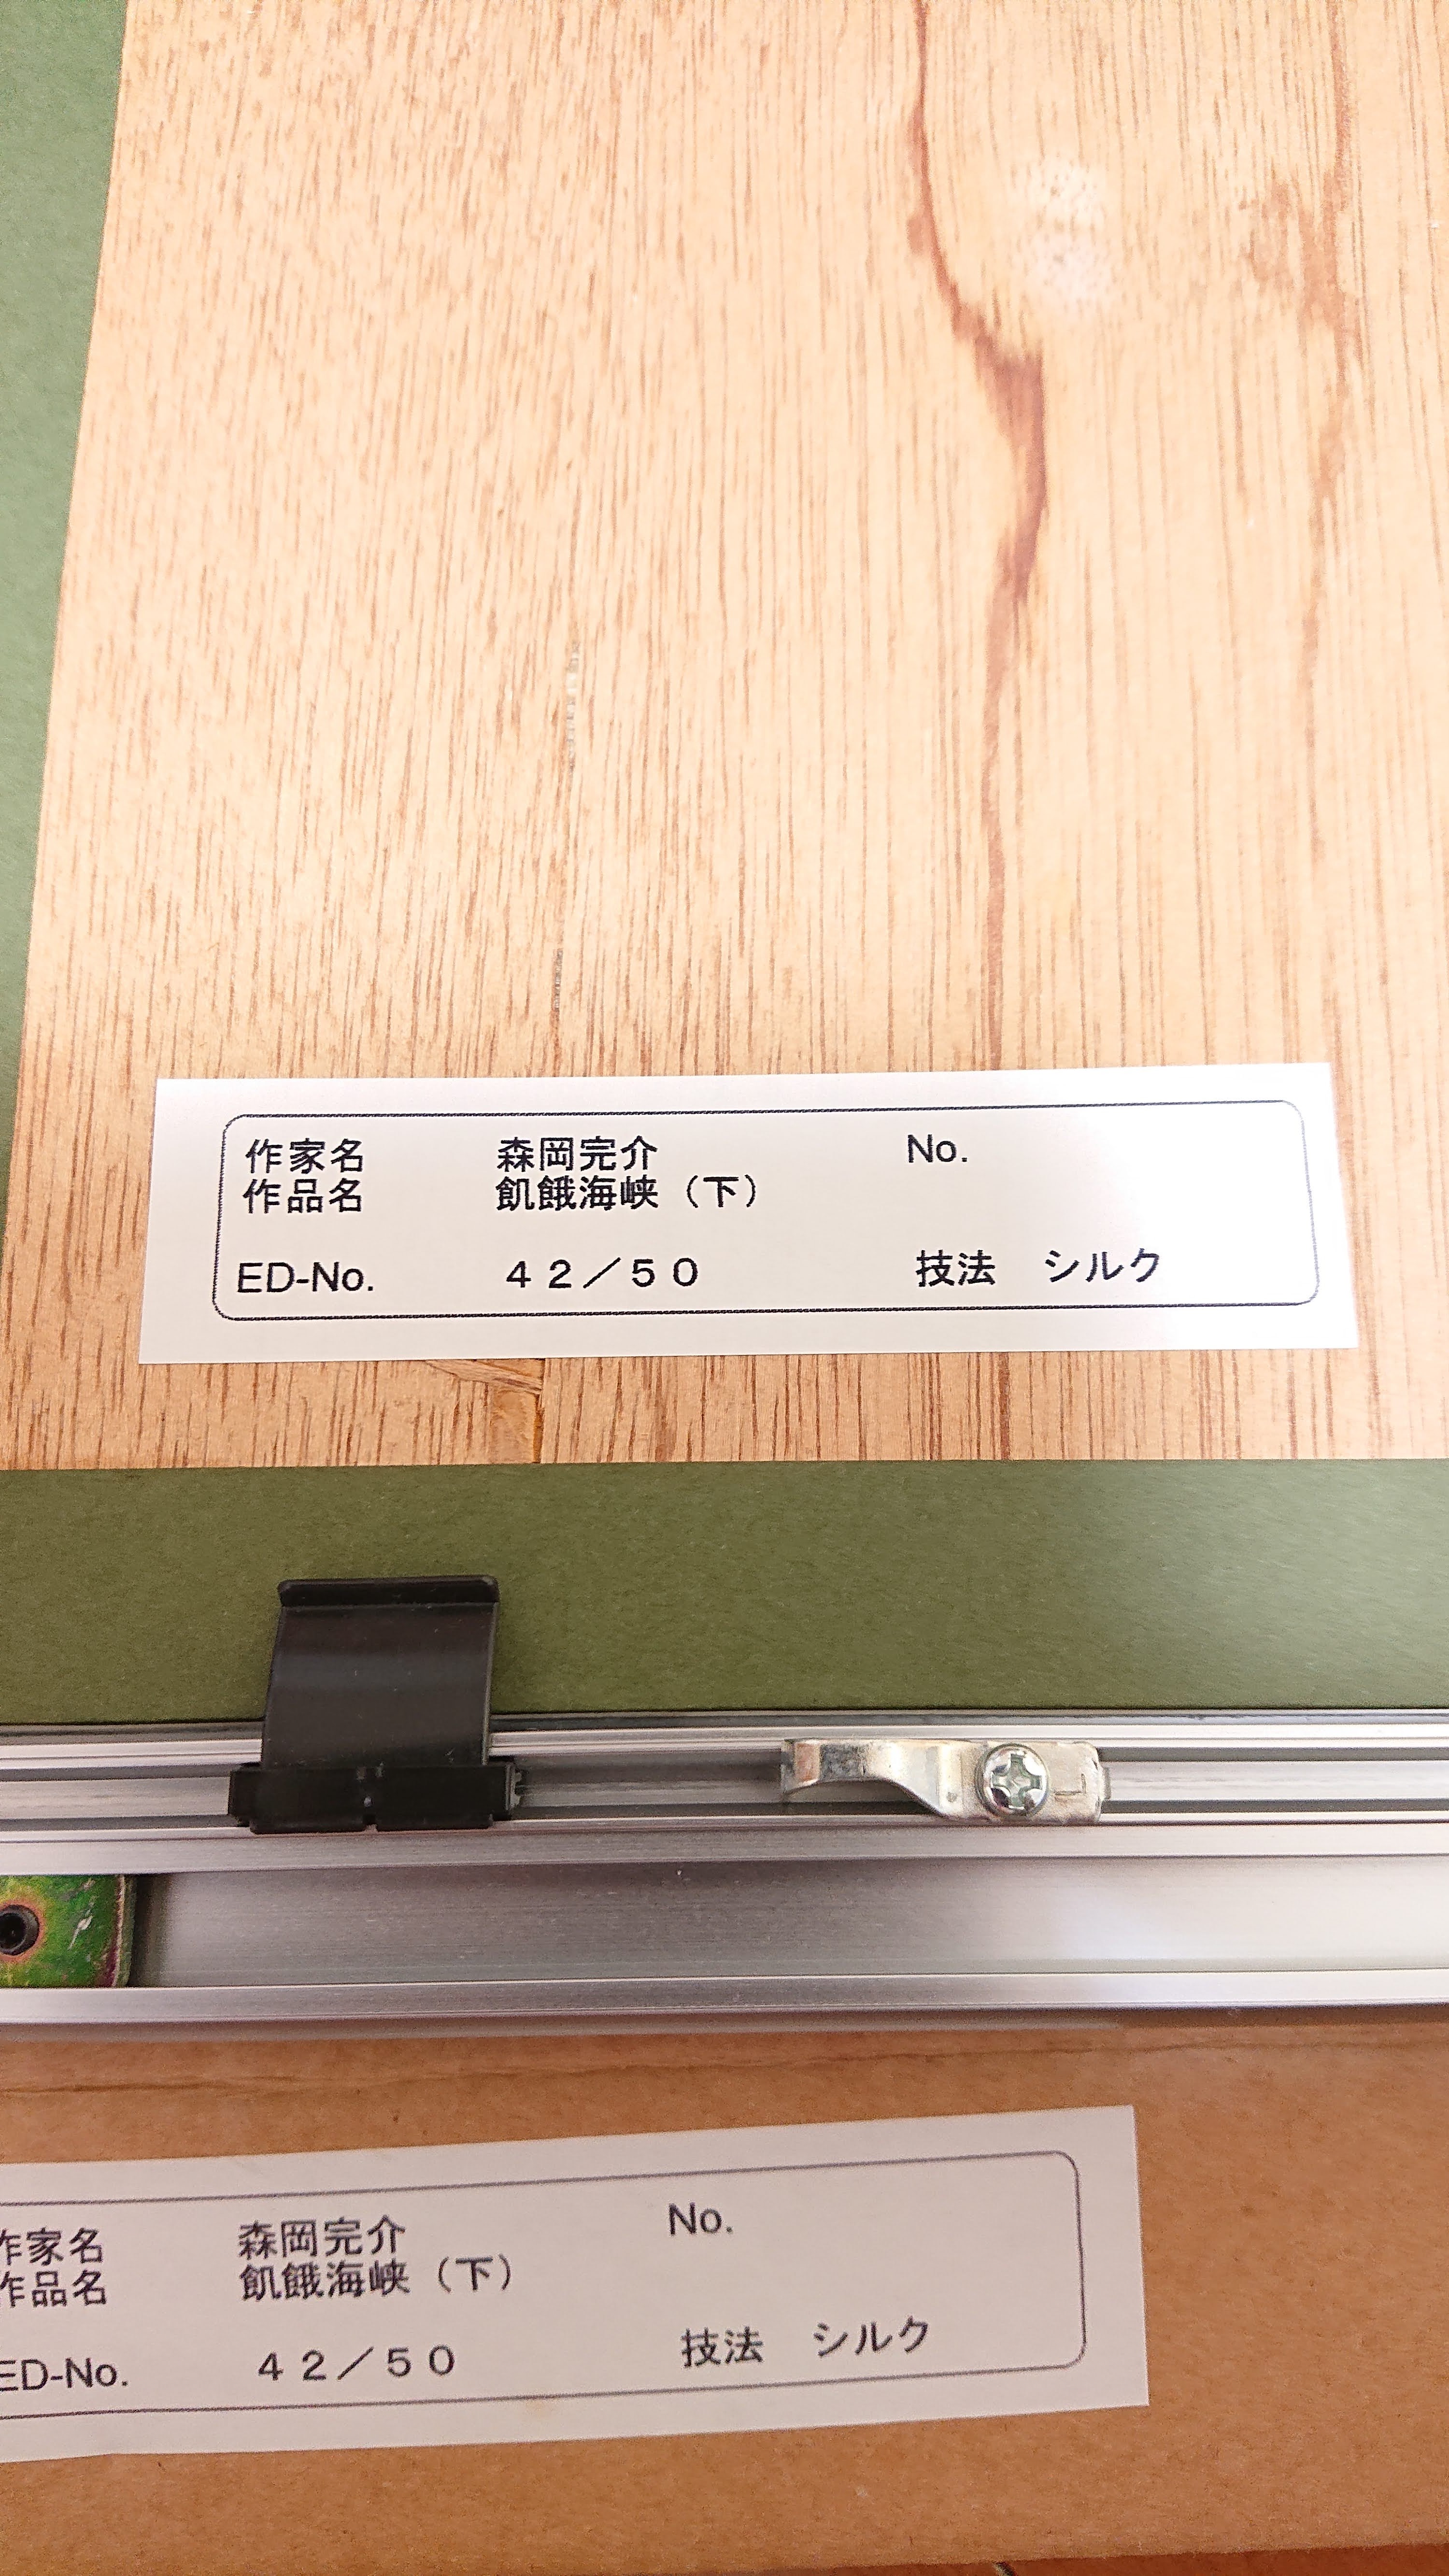 作家名 森岡完介 No.
作品名 飢餓海峡（下）
ED-No. ４２／５０ 技法 シルク
作家名 森岡完介 No.
作品名 飢餓海峡（下）
ED-No. ４２／５０ 技法 シルク